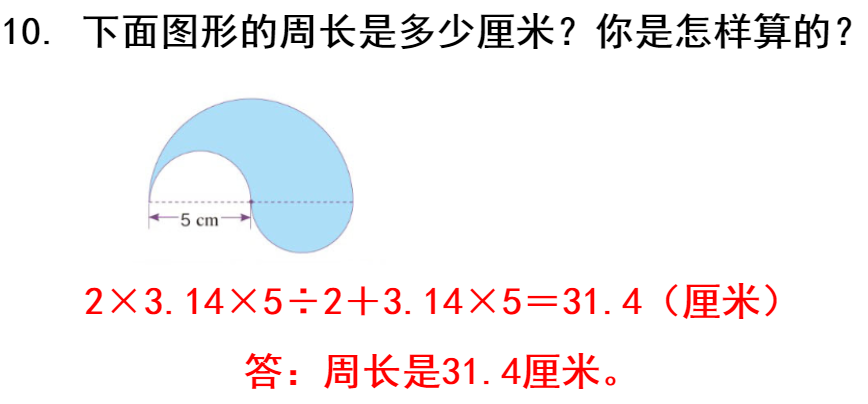 10. 下面图形的周长是多少厘米？你是怎样算的？
5 cm
2×3.14×5÷2＋3.14×5＝31.4（厘米）
答：周长是31.4厘米。